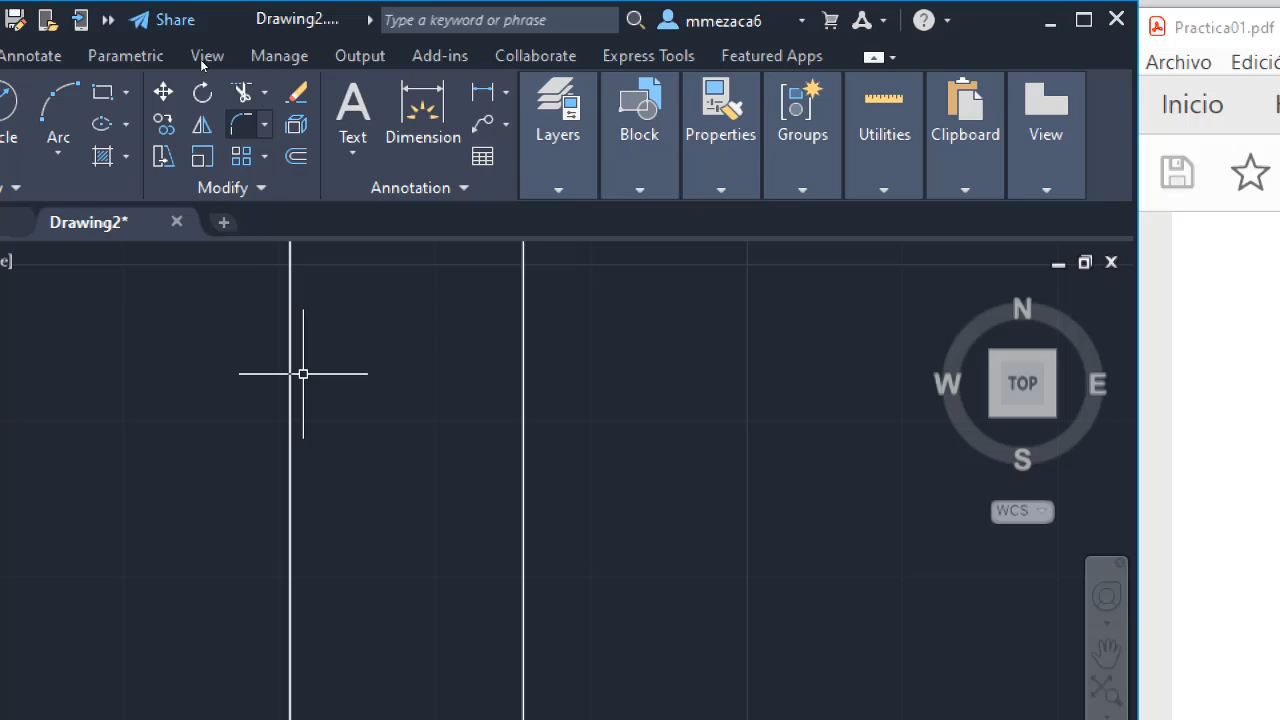 Share Drawing2.... Type a keyword or phrase mmezaca6
Annotate Parametric View Manage Output Add-ins Collaborate Express Tools Featured Apps
Arc Text Dimension Layers Block Properties Groups Utilities Clipboard View
Modify Annotation
Drawing2*
e]
N
W TOP E
S
WCS
Practica01.pdf
Archivo
Inicio